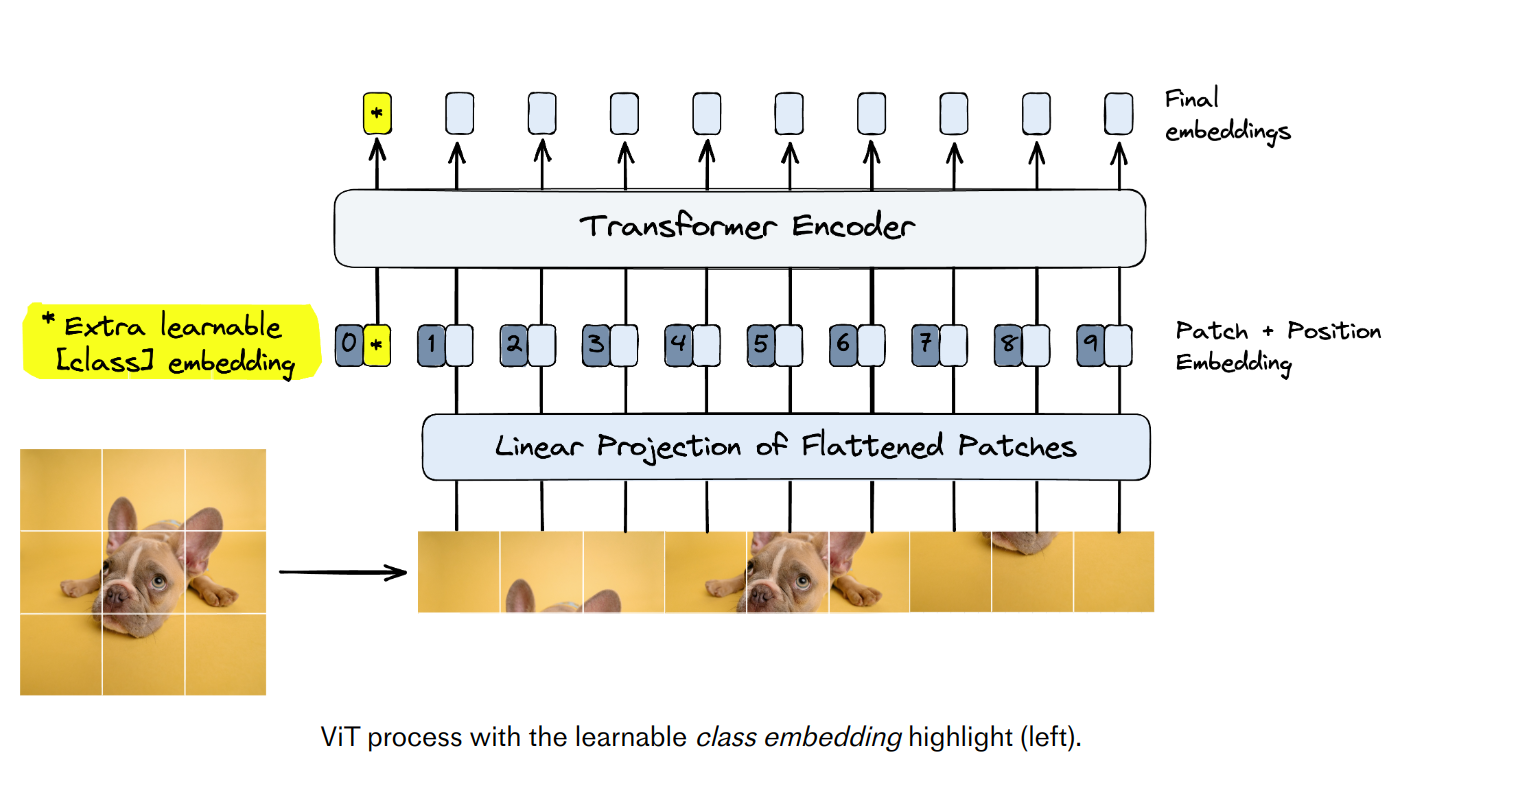 *
Final
embeddings
Transformer Encoder
* Extra learnable
[class] embedding
0 * 1 2 3 4 5 6 7 8 9
Patch + Position
Embedding
Linear Projection of Flattened Patches
ViT process with the learnable class embedding highlight (left).